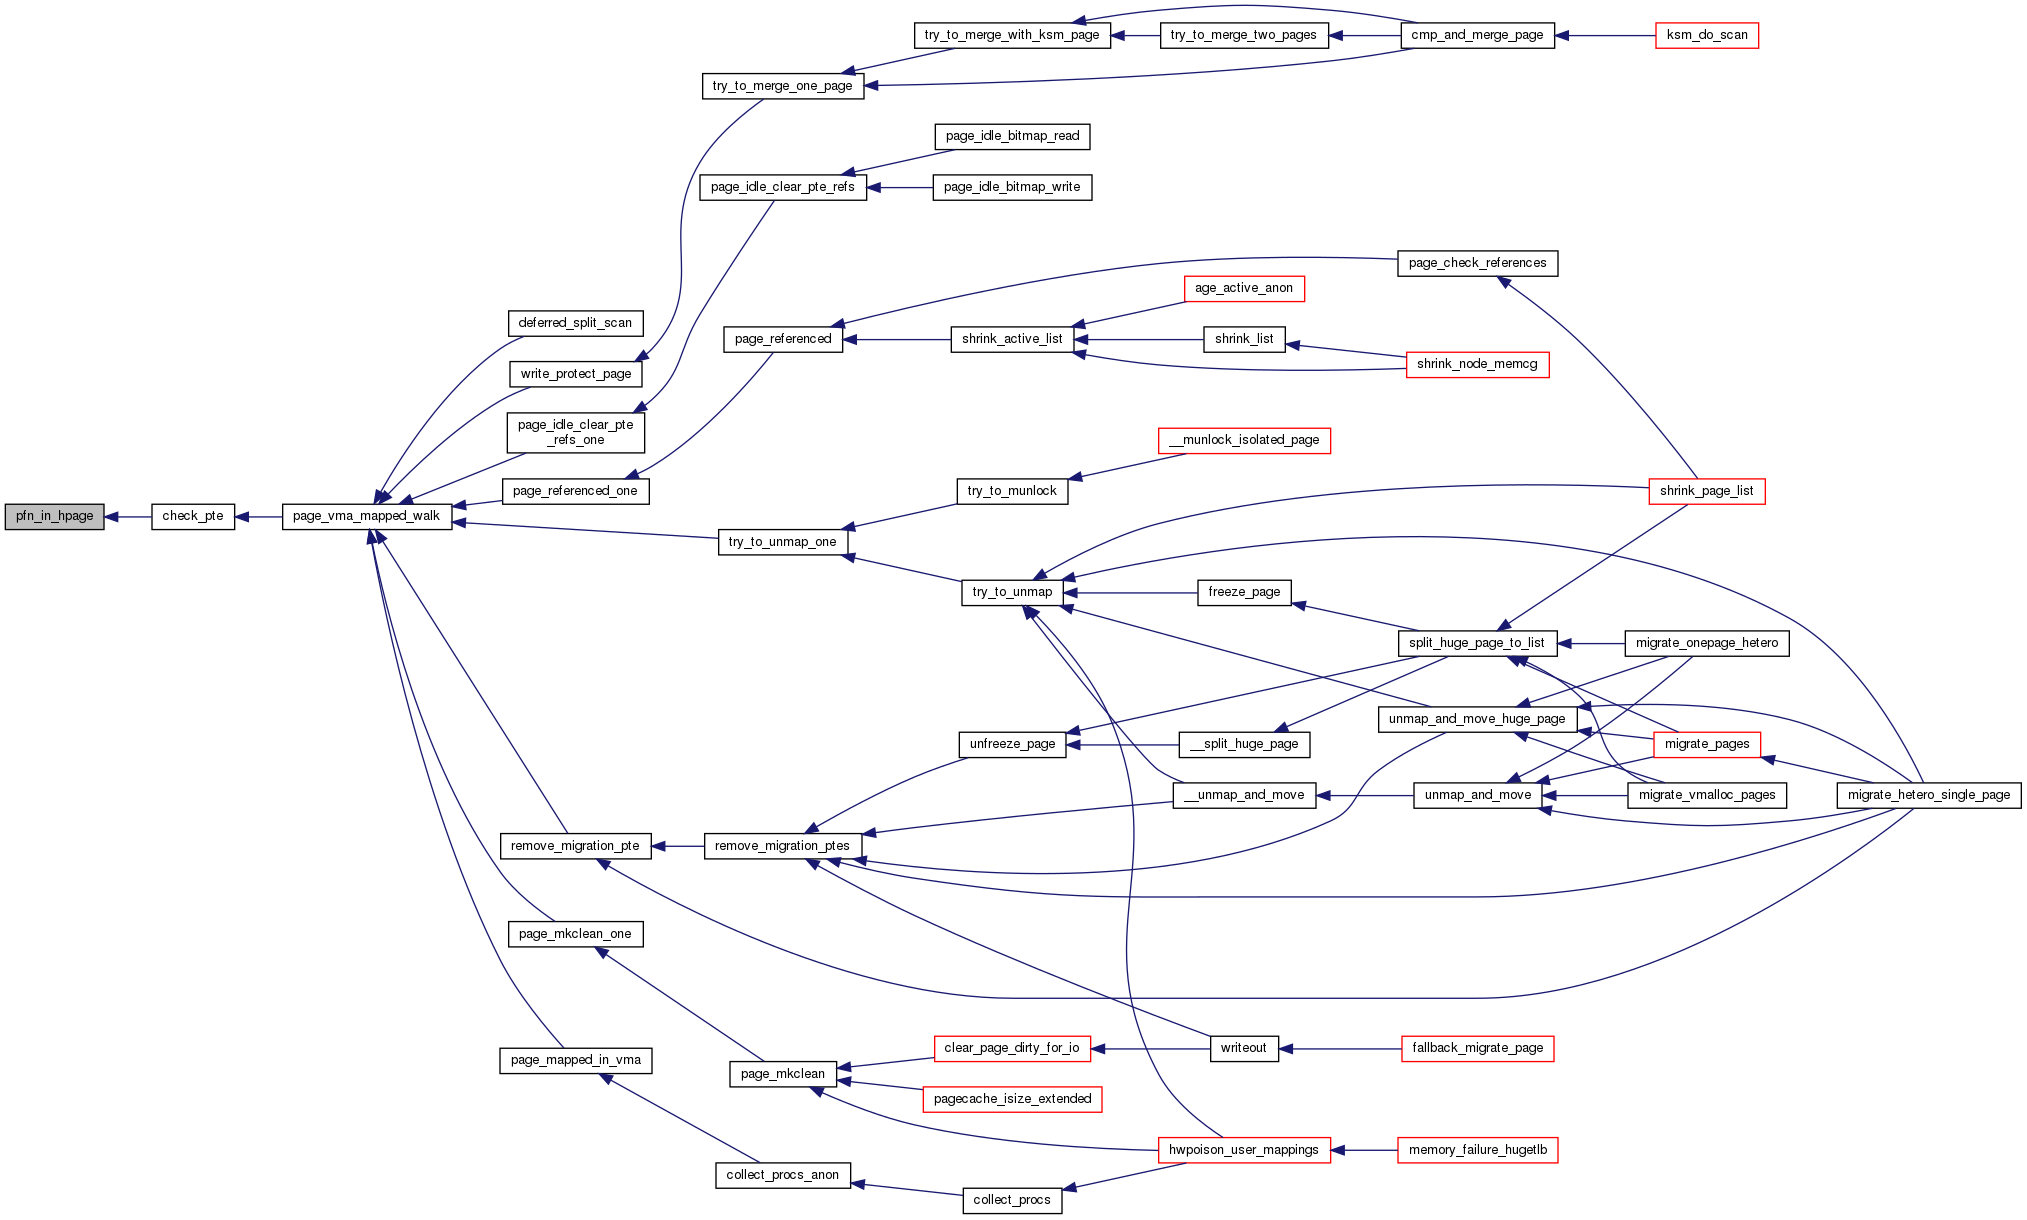 try_to_merge_with_ksm_page
try_to_merge_two_pages
cmp_and_merge_page
ksm_do_scan
try_to_merge_one_page
page_idle_bitmap_read
page_idle_clear_pte_refs
page_idle_bitmap_write
page_check_references
age_active_anon
deferred_split_scan
page_referenced
shrink_active_list
shrink_list
shrink_node_memcg
write_protect_page
page_idle_clear_pte
_refs_one
__munlock_isolated_page
page_referenced_one
try_to_munlock
shrink_page_list
pfn_in_hpage
check_pte
page_vma_mapped_walk
try_to_unmap_one
try_to_unmap
freeze_page
split_huge_page_to_list
migrate_onepage_hetero
unmap_and_move_huge_page
unfreeze_page
__split_huge_page
migrate_pages
__unmap_and_move
unmap_and_move
migrate_vmalloc_pages
migrate_hetero_single_page
remove_migration_pte
remove_migration_ptes
page_mkclean_one
clear_page_dirty_for_io
writeout
fallback_migrate_page
page_mapped_in_vma
page_mkclean
pagecache_isize_extended
hwpoison_user_mappings
memory_failure_hugetlb
collect_procs_anon
collect_procs